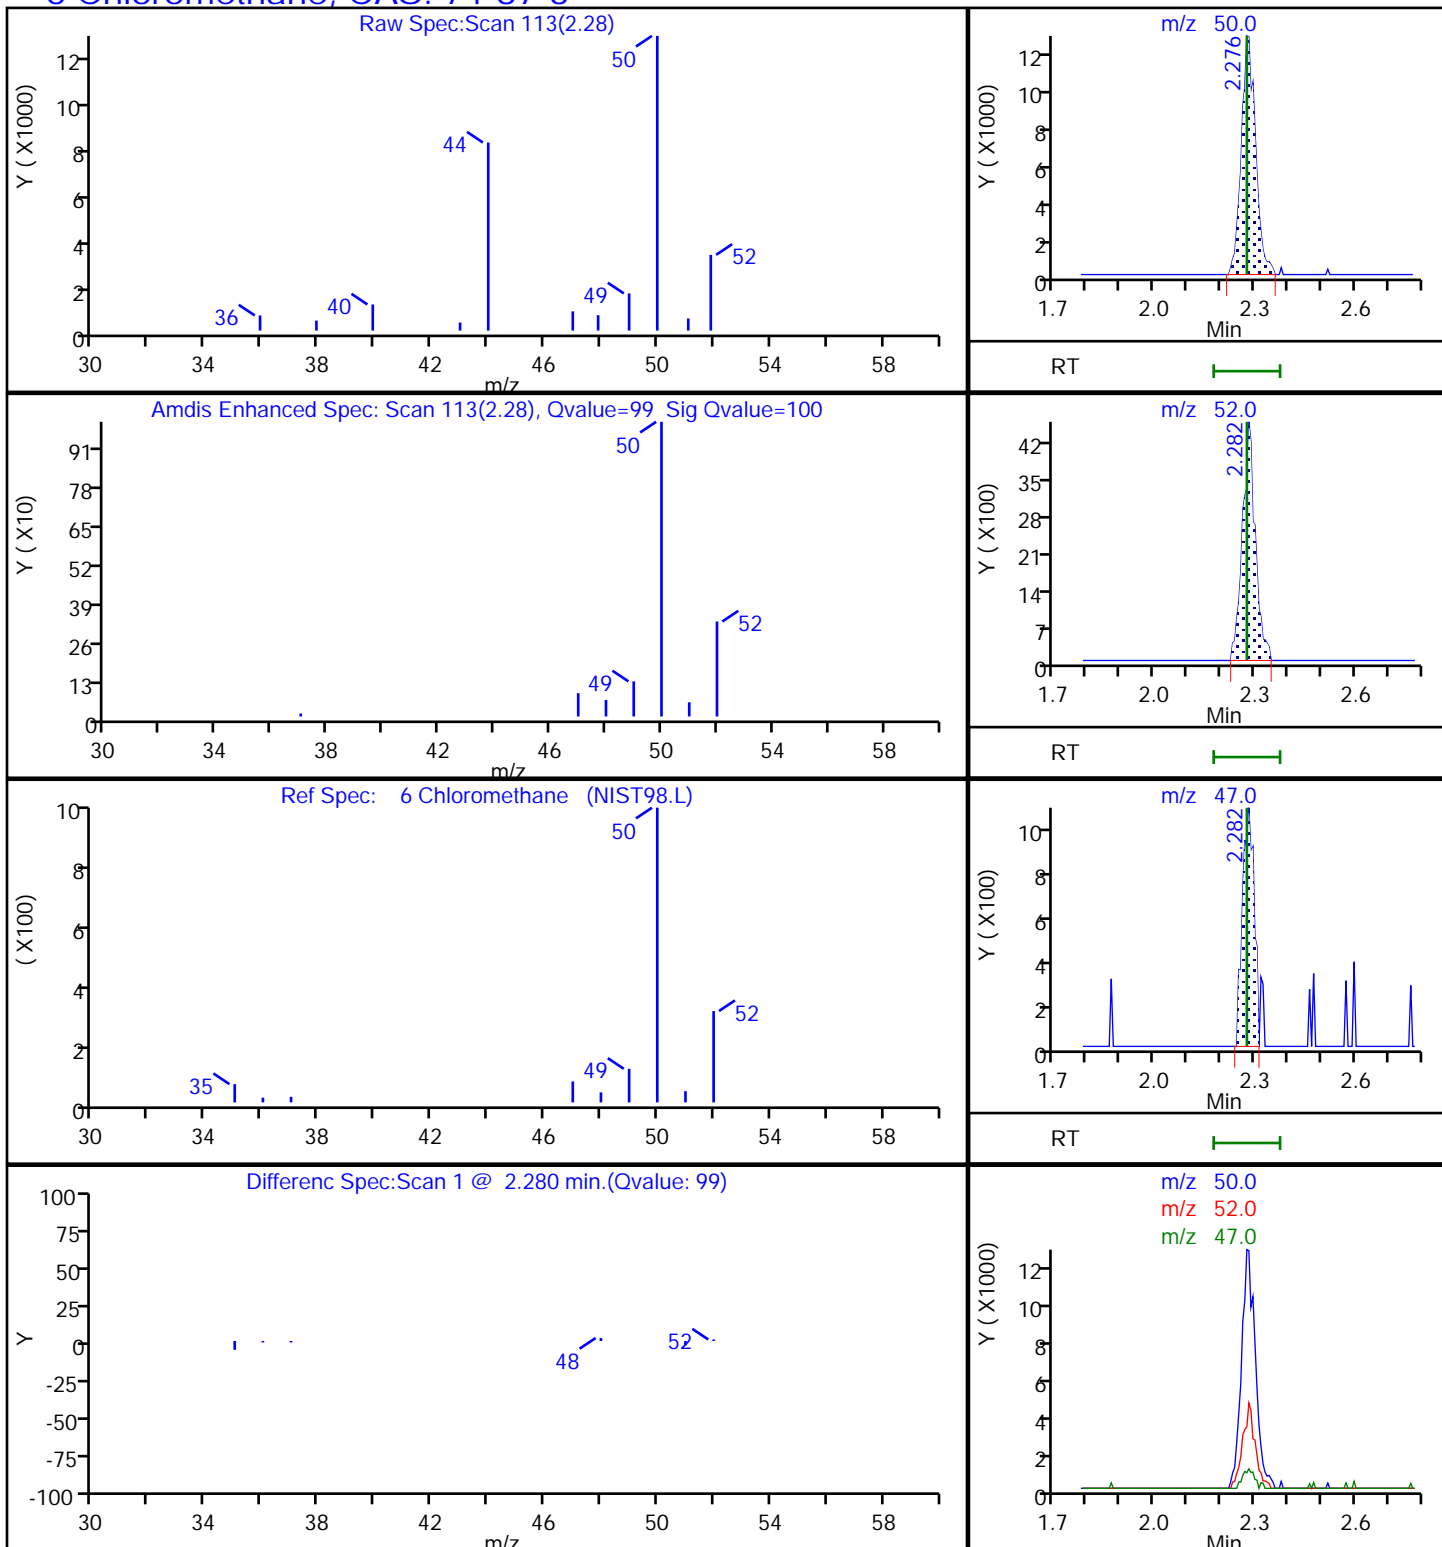 Raw Spec:Scan 113(2.28)
Y ( X1000)
12
10
8
6
4
2
0
36
40
44
49
50
52
30 34 38 42 46 50 54 58
m/z
m/z 50.0
Y ( X1000)
12
10
8
6
4
2
0
2.276
1.7 2.0 2.3 2.6
Min
RT
Amdis Enhanced Spec: Scan 113(2.28), Qvalue=99 Sig Qvalue=100
Y ( X10)
91
78
65
52
39
26
13
0
49
50
52
30 34 38 42 46 50 54 58
m/z
m/z 52.0
Y ( X100)
42
35
28
21
14
7
0
2.282
1.7 2.0 2.3 2.6
Min
RT
Ref Spec: 6 Chloromethane (NIST98.L)
( X100)
10
8
6
4
2
0
35
49
50
52
30 34 38 42 46 50 54 58
m/z 47.0
Y ( X100)
10
8
6
4
2
0
2.282
1.7 2.0 2.3 2.6
Min
RT
Differenc Spec:Scan 1 @ 2.280 min.(Qvalue: 99)
Y
100
75
50
25
0
-25
-50
-75
-100
48
52
30 34 38 42 46 50 54 58
m/z
m/z 50.0
m/z 52.0
m/z 47.0
Y ( X1000)
12
10
8
6
4
2
0
1.7 2.0 2.3 2.6
Min